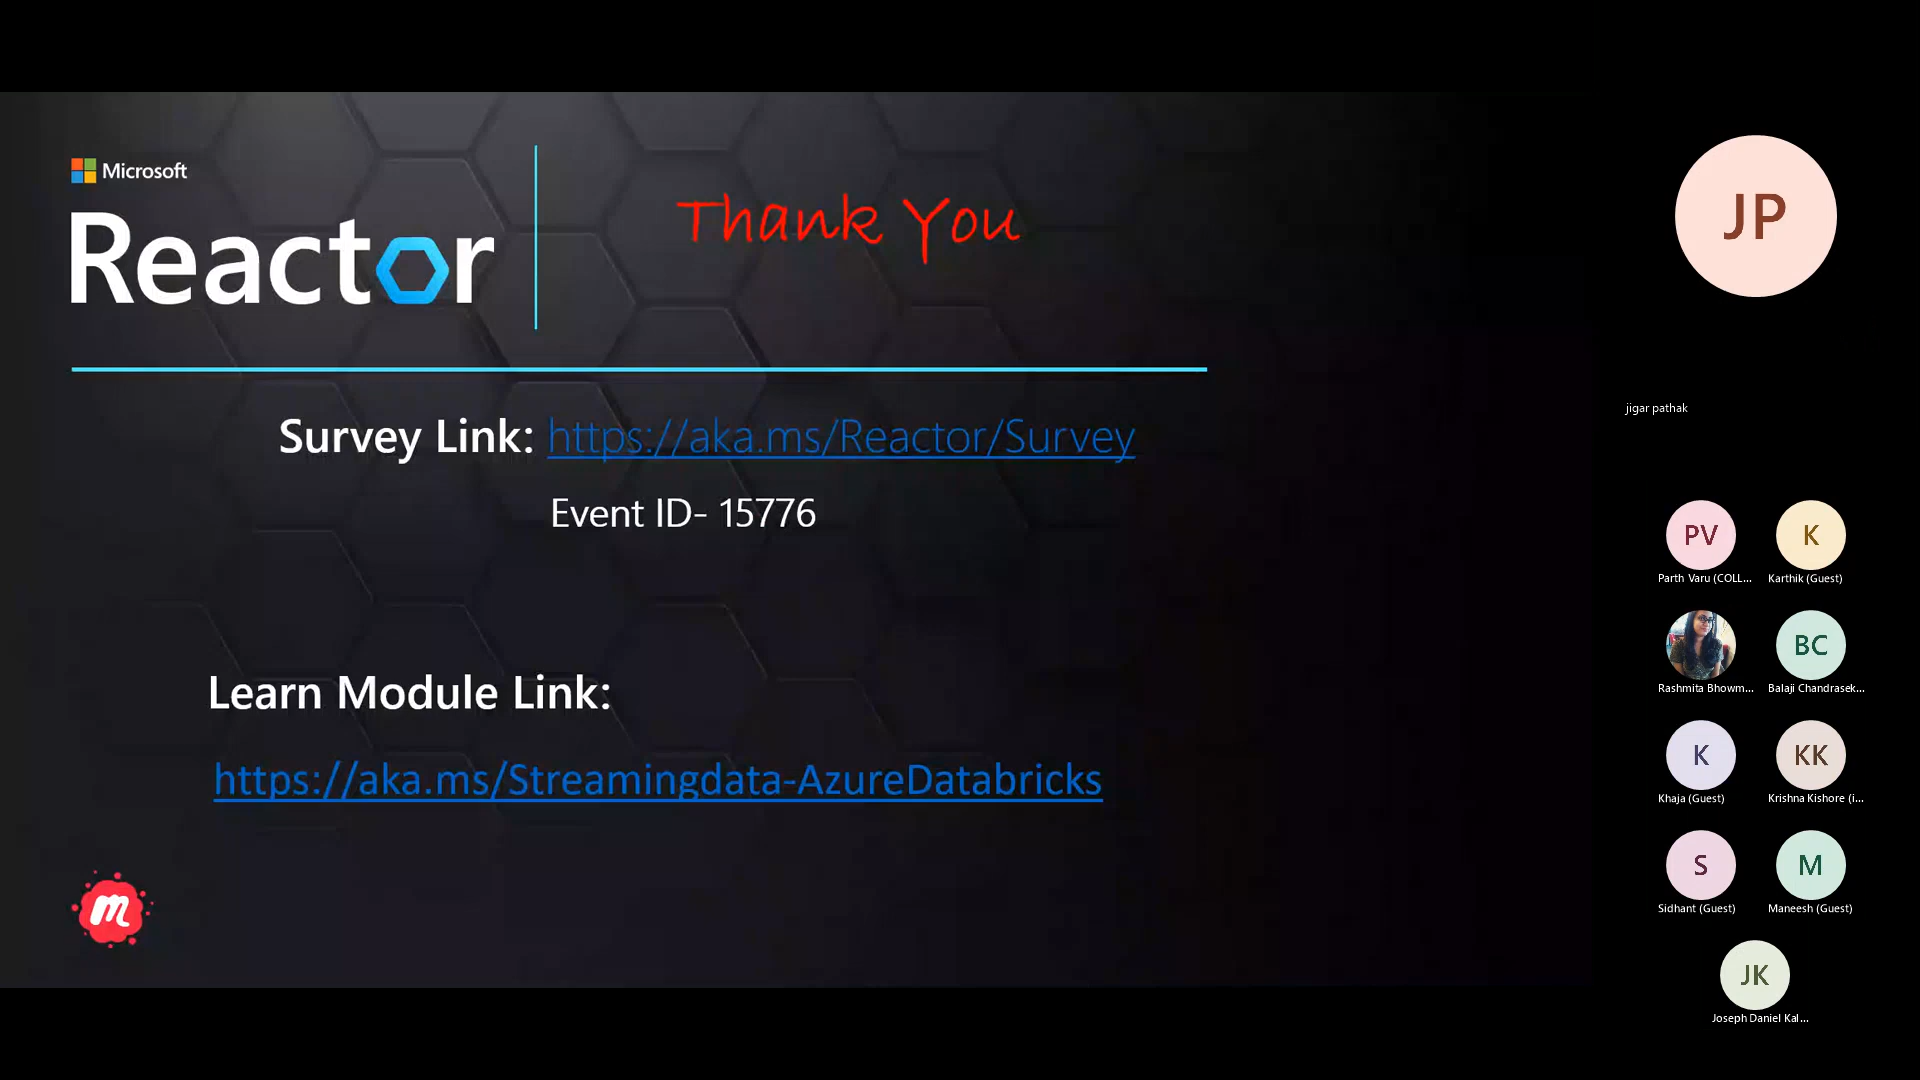 Microsoft
Reactor
Thank You
Survey Link: https://aka.ms/Reactor/Survey
Event ID- 15776
Learn Module Link:
https://aka.ms/Streamingdata-AzureDatabricks
m
JP
jigar pathak
PV
K
Parth Varu (COLL...
Karthik (Guest)
BC
Rashmita Bhowm...
Balaji Chandrasek...
K
KK
Khaja (Guest)
Krishna Kishore (i...
S
M
Sidhant (Guest)
Maneesh (Guest)
JK
Joseph Daniel Kal...